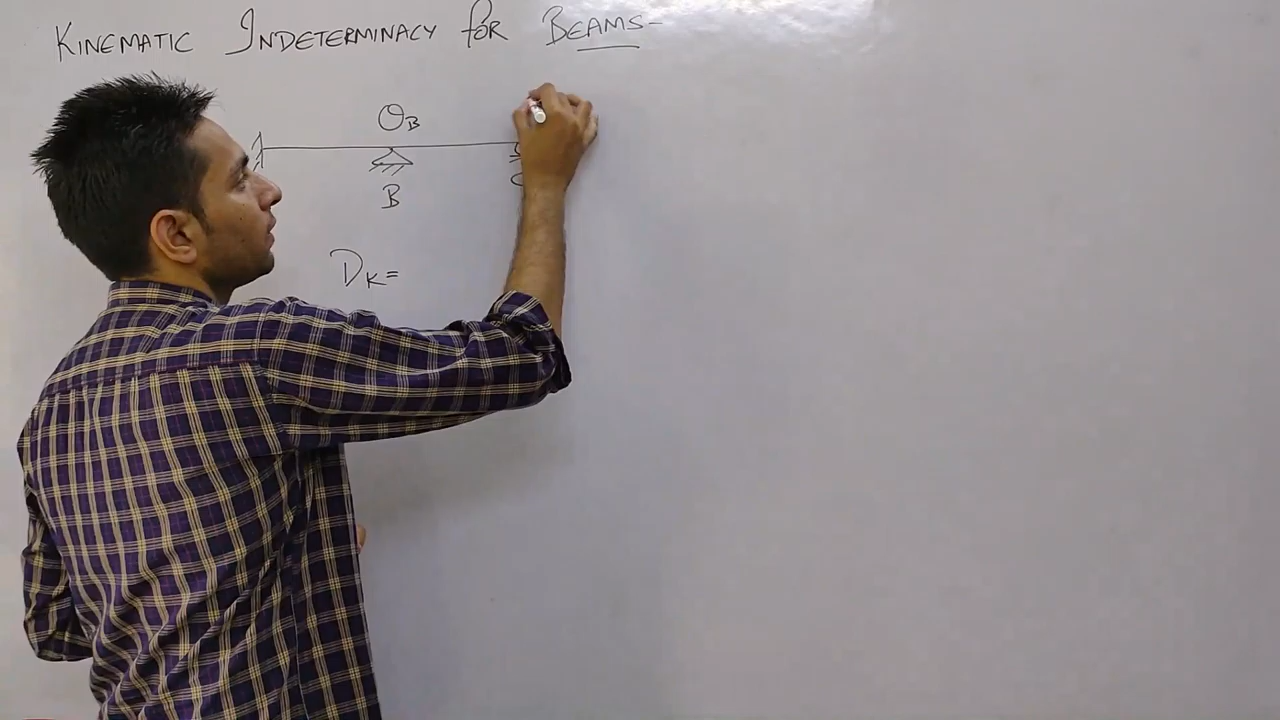 KINEMATIC INDETERMINACY for BEAMS-
θB
B
DK=